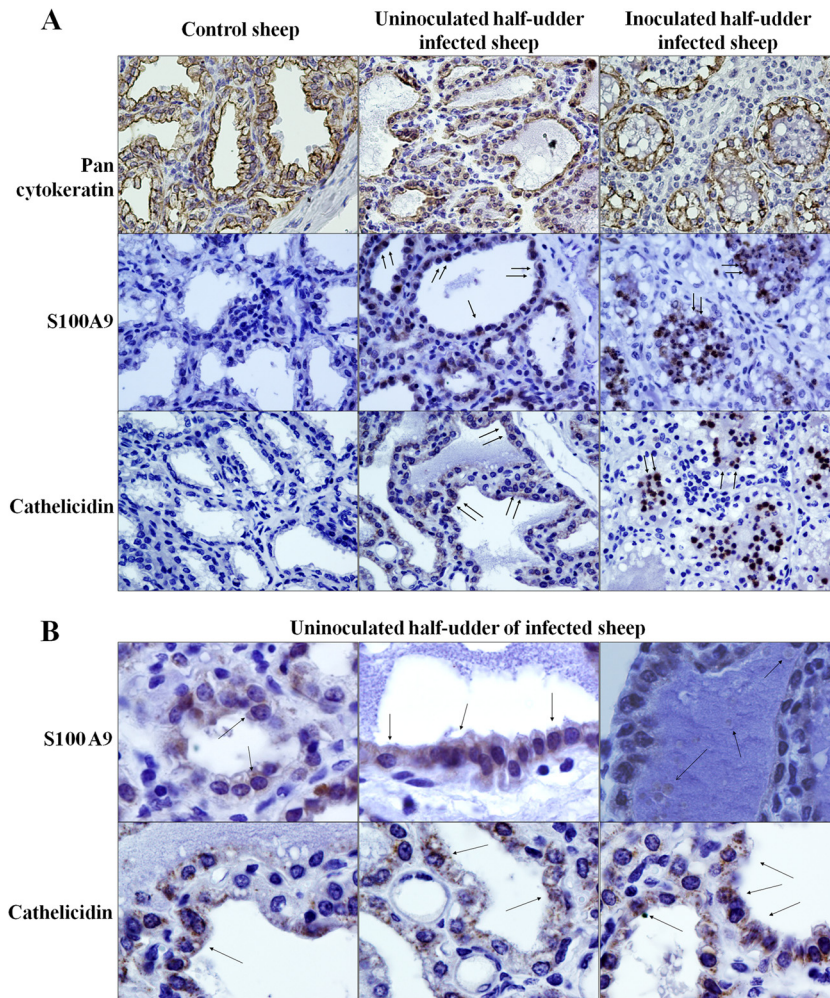 A
Control sheep
Uninoculated half-udder
infected sheep
Inoculated half-udder
infected sheep
Pan
cytokeratin
S100A9
Cathelicidin
B
Uninoculated half-udder of infected sheep
S100A9
Cathelicidin